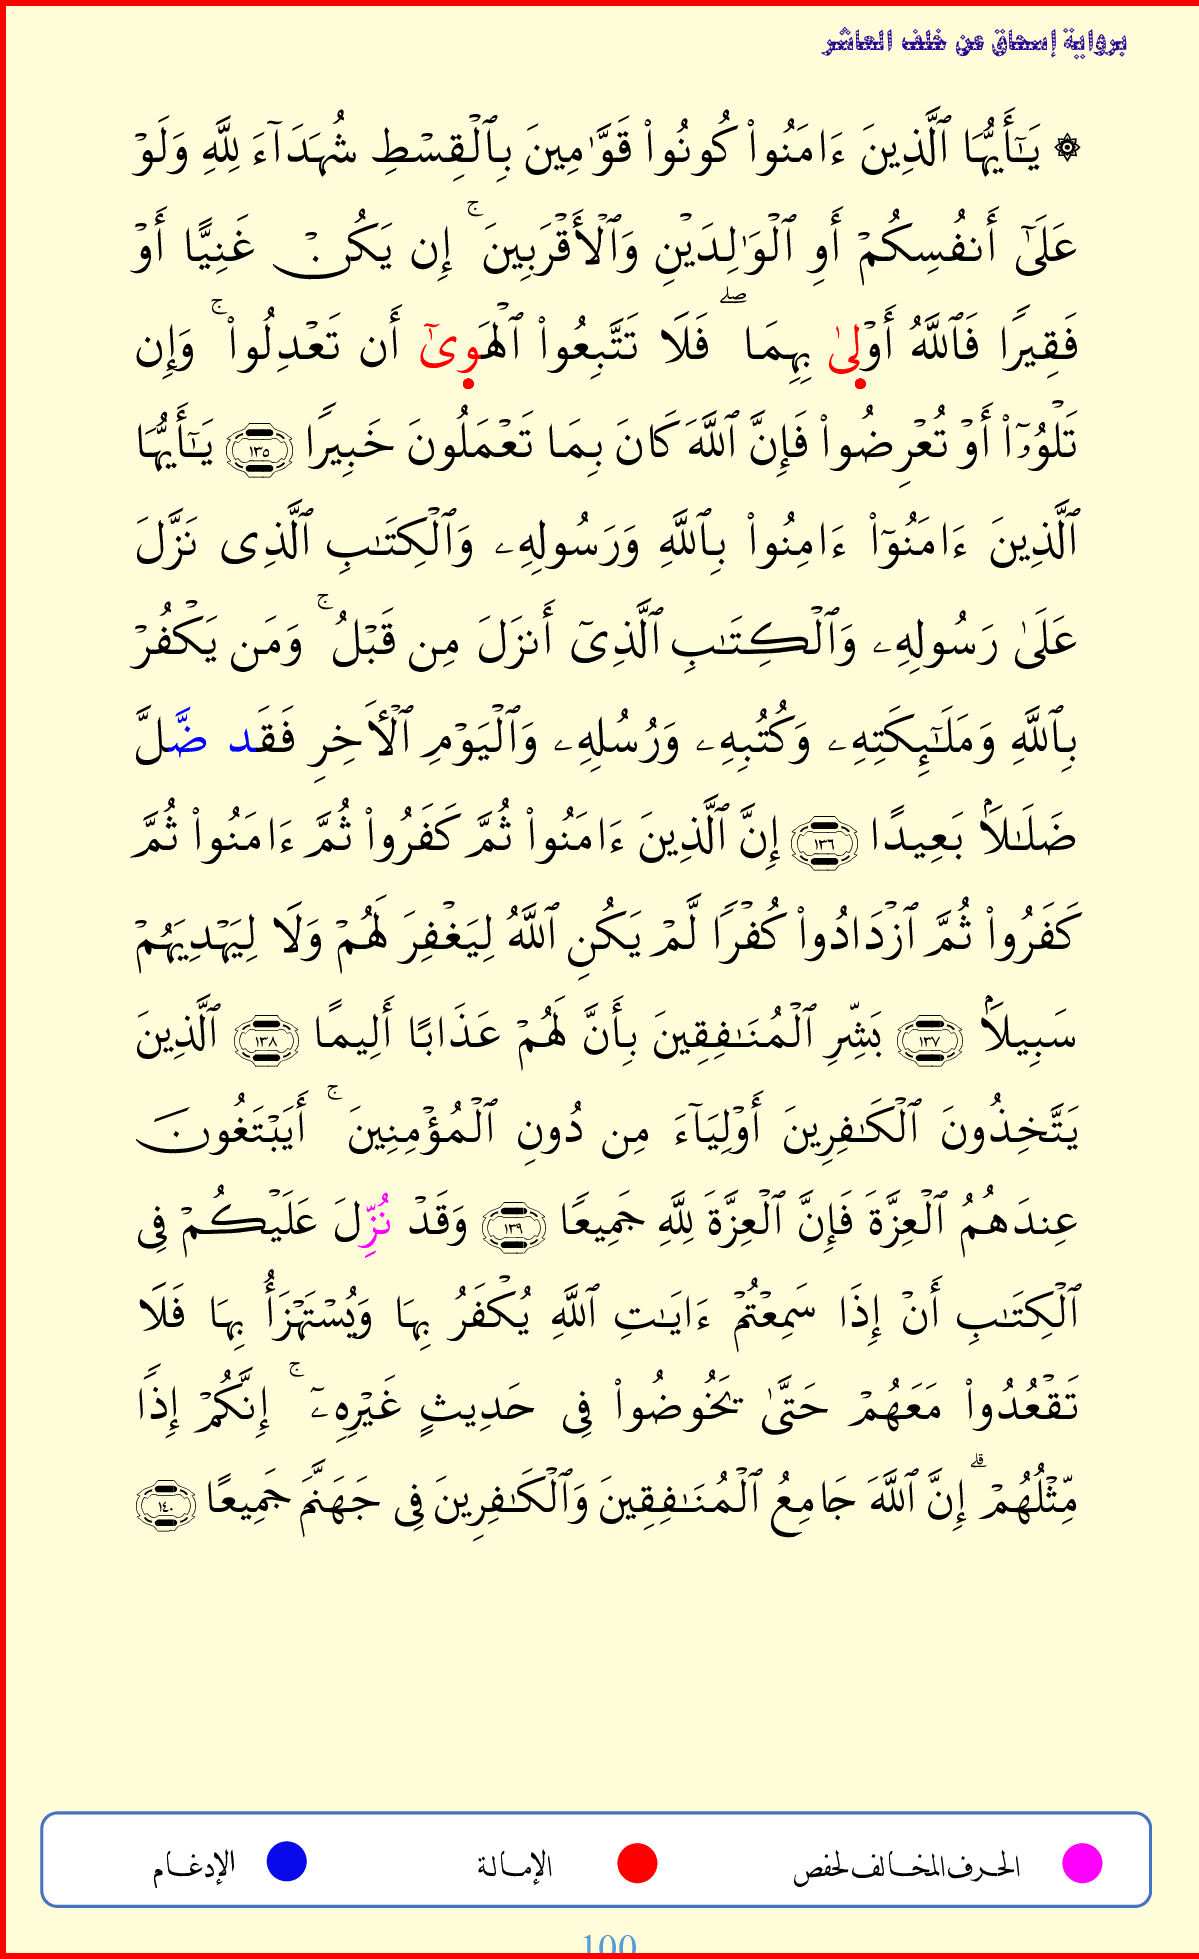 برواية إسحاق عن خلف العاشر
۞ يَـٰٓأَيُّهَا ٱلَّذِينَ ءَامَنُوا۟ كُونُوا۟ قَوَّٰمِينَ بِٱلْقِسْطِ شُهَدَآءَ لِلَّهِ وَلَوْ
عَلَىٰٓ أَنفُسِكُمْ أَوِ ٱلْوَٰلِدَيْنِ وَٱلْأَقْرَبِينَ ۚ إِن يَكُنْ غَنِيًّا أَوْ
فَقِيرًا فَٱللَّهُ أَوْلىٰ بِهِمَا ۖ فَلَا تَتَّبِعُوا۟ ٱلْهَوىٰٓ أَن تَعْدِلُوا۟ ۚ وَإِن
تَلْوُۥٓا۟ أَوْ تُعْرِضُوا۟ فَإِنَّ ٱللَّهَ كَانَ بِمَا تَعْمَلُونَ خَبِيرًا ١٣٥ يَـٰٓأَيُّهَا
ٱلَّذِينَ ءَامَنُوٓا۟ ءَامِنُوا۟ بِٱللَّهِ وَرَسُولِهِۦ وَٱلْكِتَـٰبِ ٱلَّذِى نَزَّلَ
عَلَىٰ رَسُولِهِۦ وَٱلْكِتَـٰبِ ٱلَّذِىٓ أَنزَلَ مِن قَبْلُ ۚ وَمَن يَكْفُرْ
بِٱللَّهِ وَمَلَـٰٓئِكَتِهِۦ وَكُتُبِهِۦ وَرُسُلِهِۦ وَٱلْيَوْمِ ٱلْـَٔاخِرِ فَقَد ضَّلَّ
ضَلَـٰلًۢا بَعِيدًا ١٣٦ إِنَّ ٱلَّذِينَ ءَامَنُوا۟ ثُمَّ كَفَرُوا۟ ثُمَّ ءَامَنُوا۟ ثُمَّ
كَفَرُوا۟ ثُمَّ ٱزْدَادُوا۟ كُفْرًا لَّمْ يَكُنِ ٱللَّهُ لِيَغْفِرَ لَهُمْ وَلَا لِيَهْدِيَهُمْ
سَبِيلًۢا ١٣٧ بَشِّرِ ٱلْمُنَـٰفِقِينَ بِأَنَّ لَهُمْ عَذَابًا أَلِيمًا ١٣٨ ٱلَّذِينَ
يَتَّخِذُونَ ٱلْكَـٰفِرِينَ أَوْلِيَآءَ مِن دُونِ ٱلْمُؤْمِنِينَ ۚ أَيَبْتَغُونَ
عِندَهُمُ ٱلْعِزَّةَ فَإِنَّ ٱلْعِزَّةَ لِلَّهِ جَمِيعًا ١٣٩ وَقَدْ نُزِّلَ عَلَيْكُمْ فِى
ٱلْكِتَـٰبِ أَنْ إِذَا سَمِعْتُمْ ءَايَـٰتِ ٱللَّهِ يُكْفَرُ بِهَا وَيُسْتَهْزَأُ بِهَا فَلَا
تَقْعُدُوا۟ مَعَهُمْ حَتَّىٰ يَخُوضُوا۟ فِى حَدِيثٍ غَيْرِهِۦٓ ۚ إِنَّكُمْ إِذًا
مِّثْلُهُمْ ۗ إِنَّ ٱللَّهَ جَامِعُ ٱلْمُنَـٰفِقِينَ وَٱلْكَـٰفِرِينَ فِى جَهَنَّمَ جَمِيعًا ١٤٠
الحرف المخالف لحفص الإمالة الإدغام
100